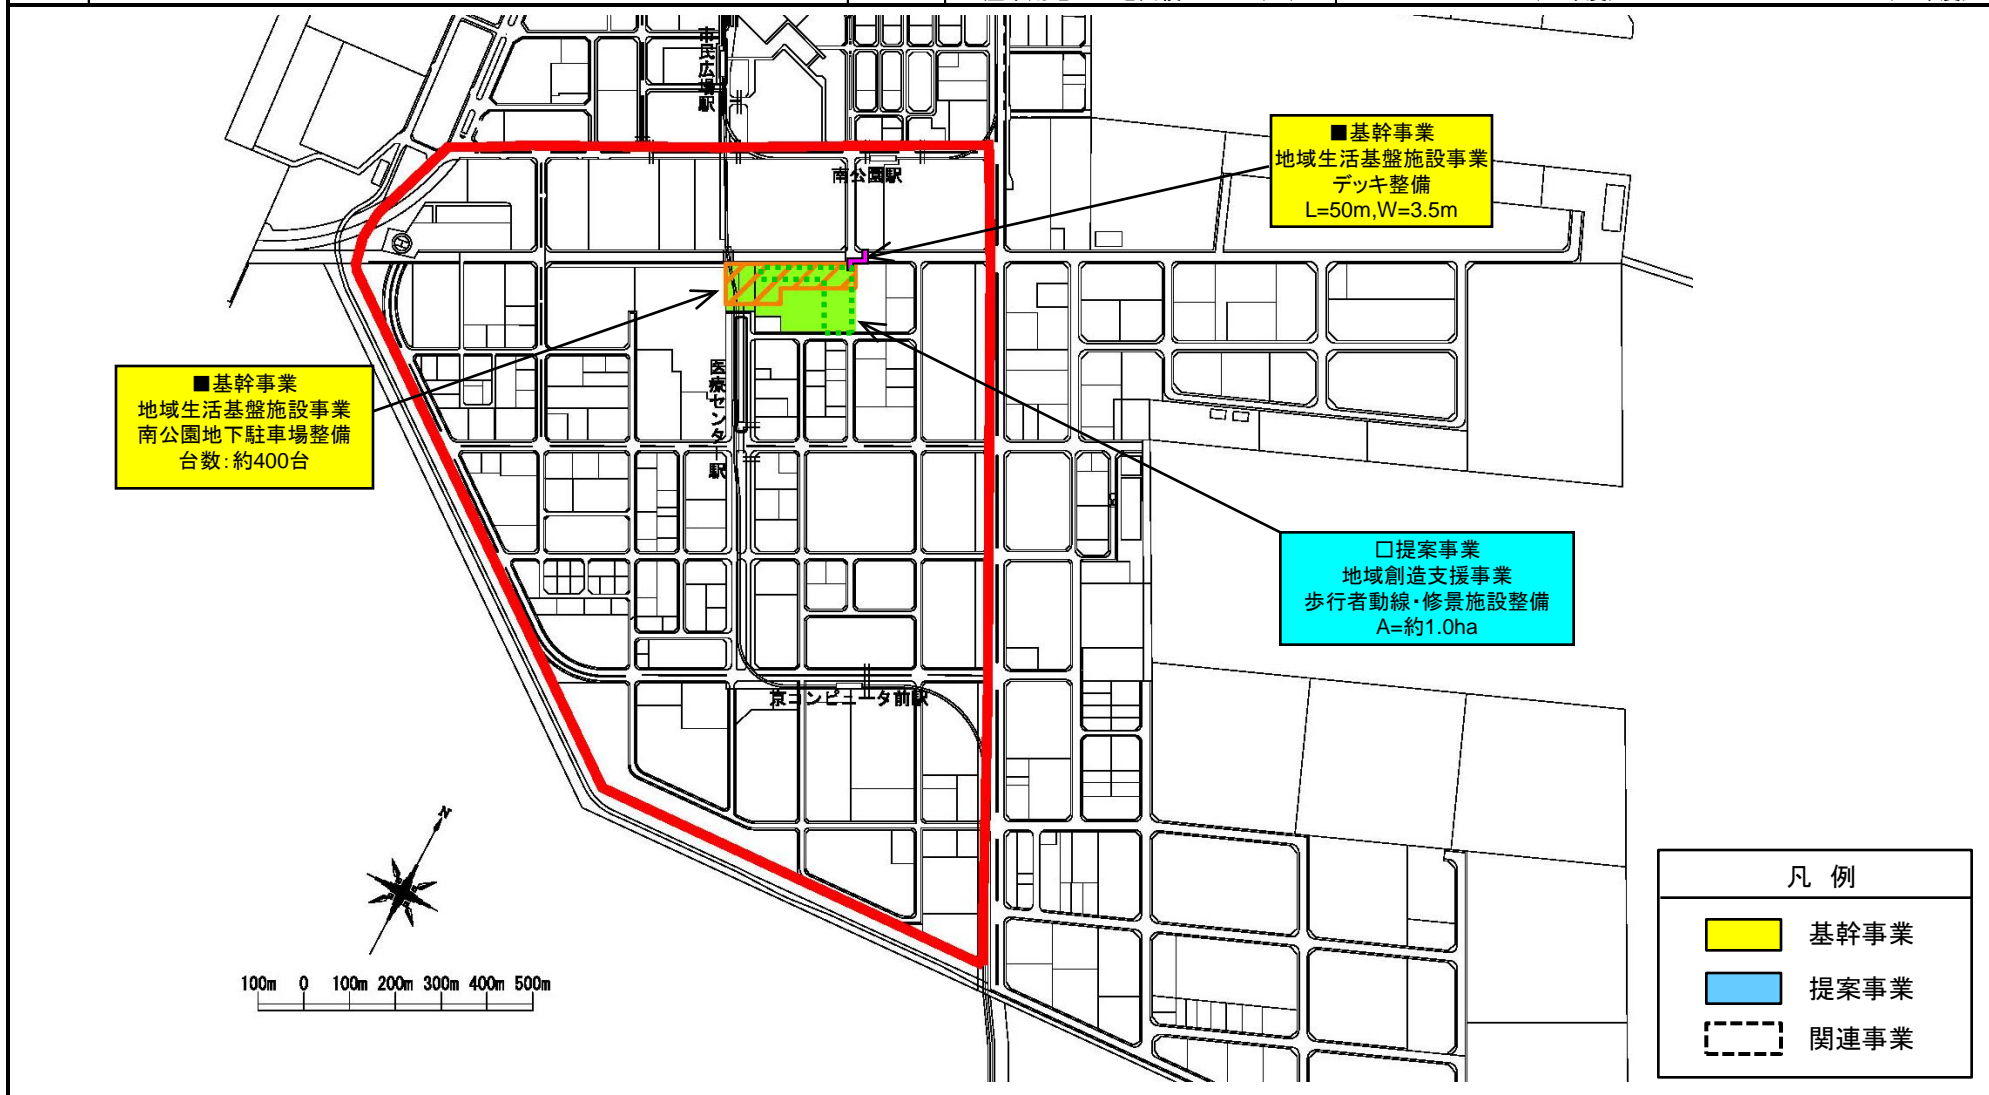 市民広場駅
南公園駅
■基幹事業
地域生活基盤施設事業
デッキ整備
L=50m,W=3.5m
■基幹事業
地域生活基盤施設事業
南公園地下駐車場整備
台数:約400台
医療センター駅
□提案事業
地域創造支援事業
歩行者動線・修景施設整備
A=約1.0ha
京コンピュータ前駅
N
100m 0 100m 200m 300m 400m 500m
凡 例
基幹事業
提案事業
関連事業